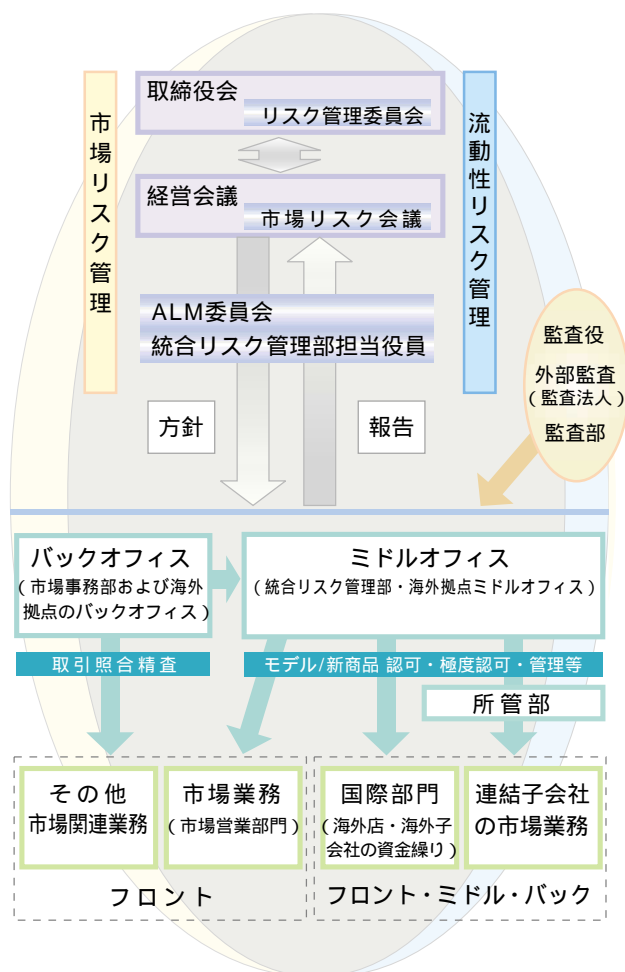 取締役会
リスク管理委員会
市場リスク管理
流動性リスク管理
経営会議
市場リスク会議
ALM委員会
統合リスク管理部担当役員
監査役
外部監査
(監査法人)
監査部
方針
報告
バックオフィス
(市場事務部および海外
拠点のバックオフィス)
ミドルオフィス
(統合リスク管理部・海外拠点ミドルオフィス)
取引照合精査
モデル/新商品 認可・極度認可・管理等
所管部
その他
市場関連業務
市場業務
(市場営業部門)
国際部門
(海外店・海外子
会社の資金繰り)
連結子会社
の市場業務
フロント
フロント・ミドル・バック